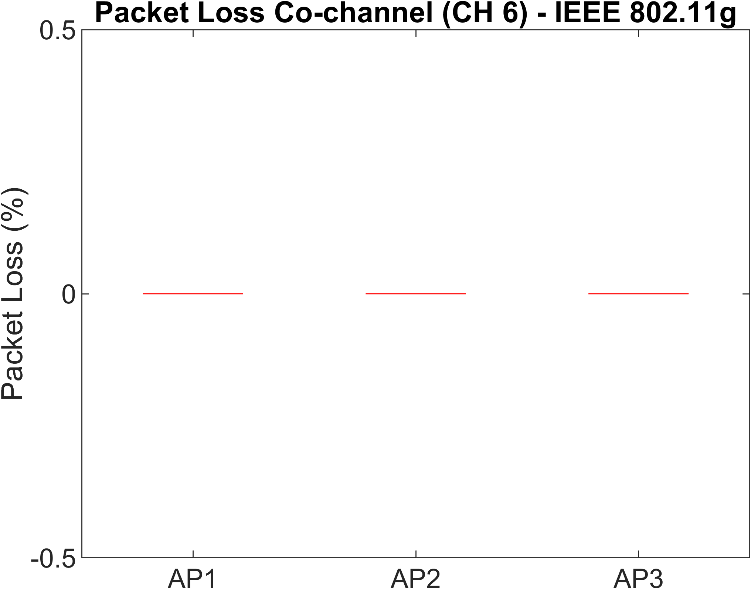 Packet Loss Co-channel (CH 6) - IEEE 802.11g
0.5
Packet Loss (%)
0
-0.5
AP1 AP2 AP3